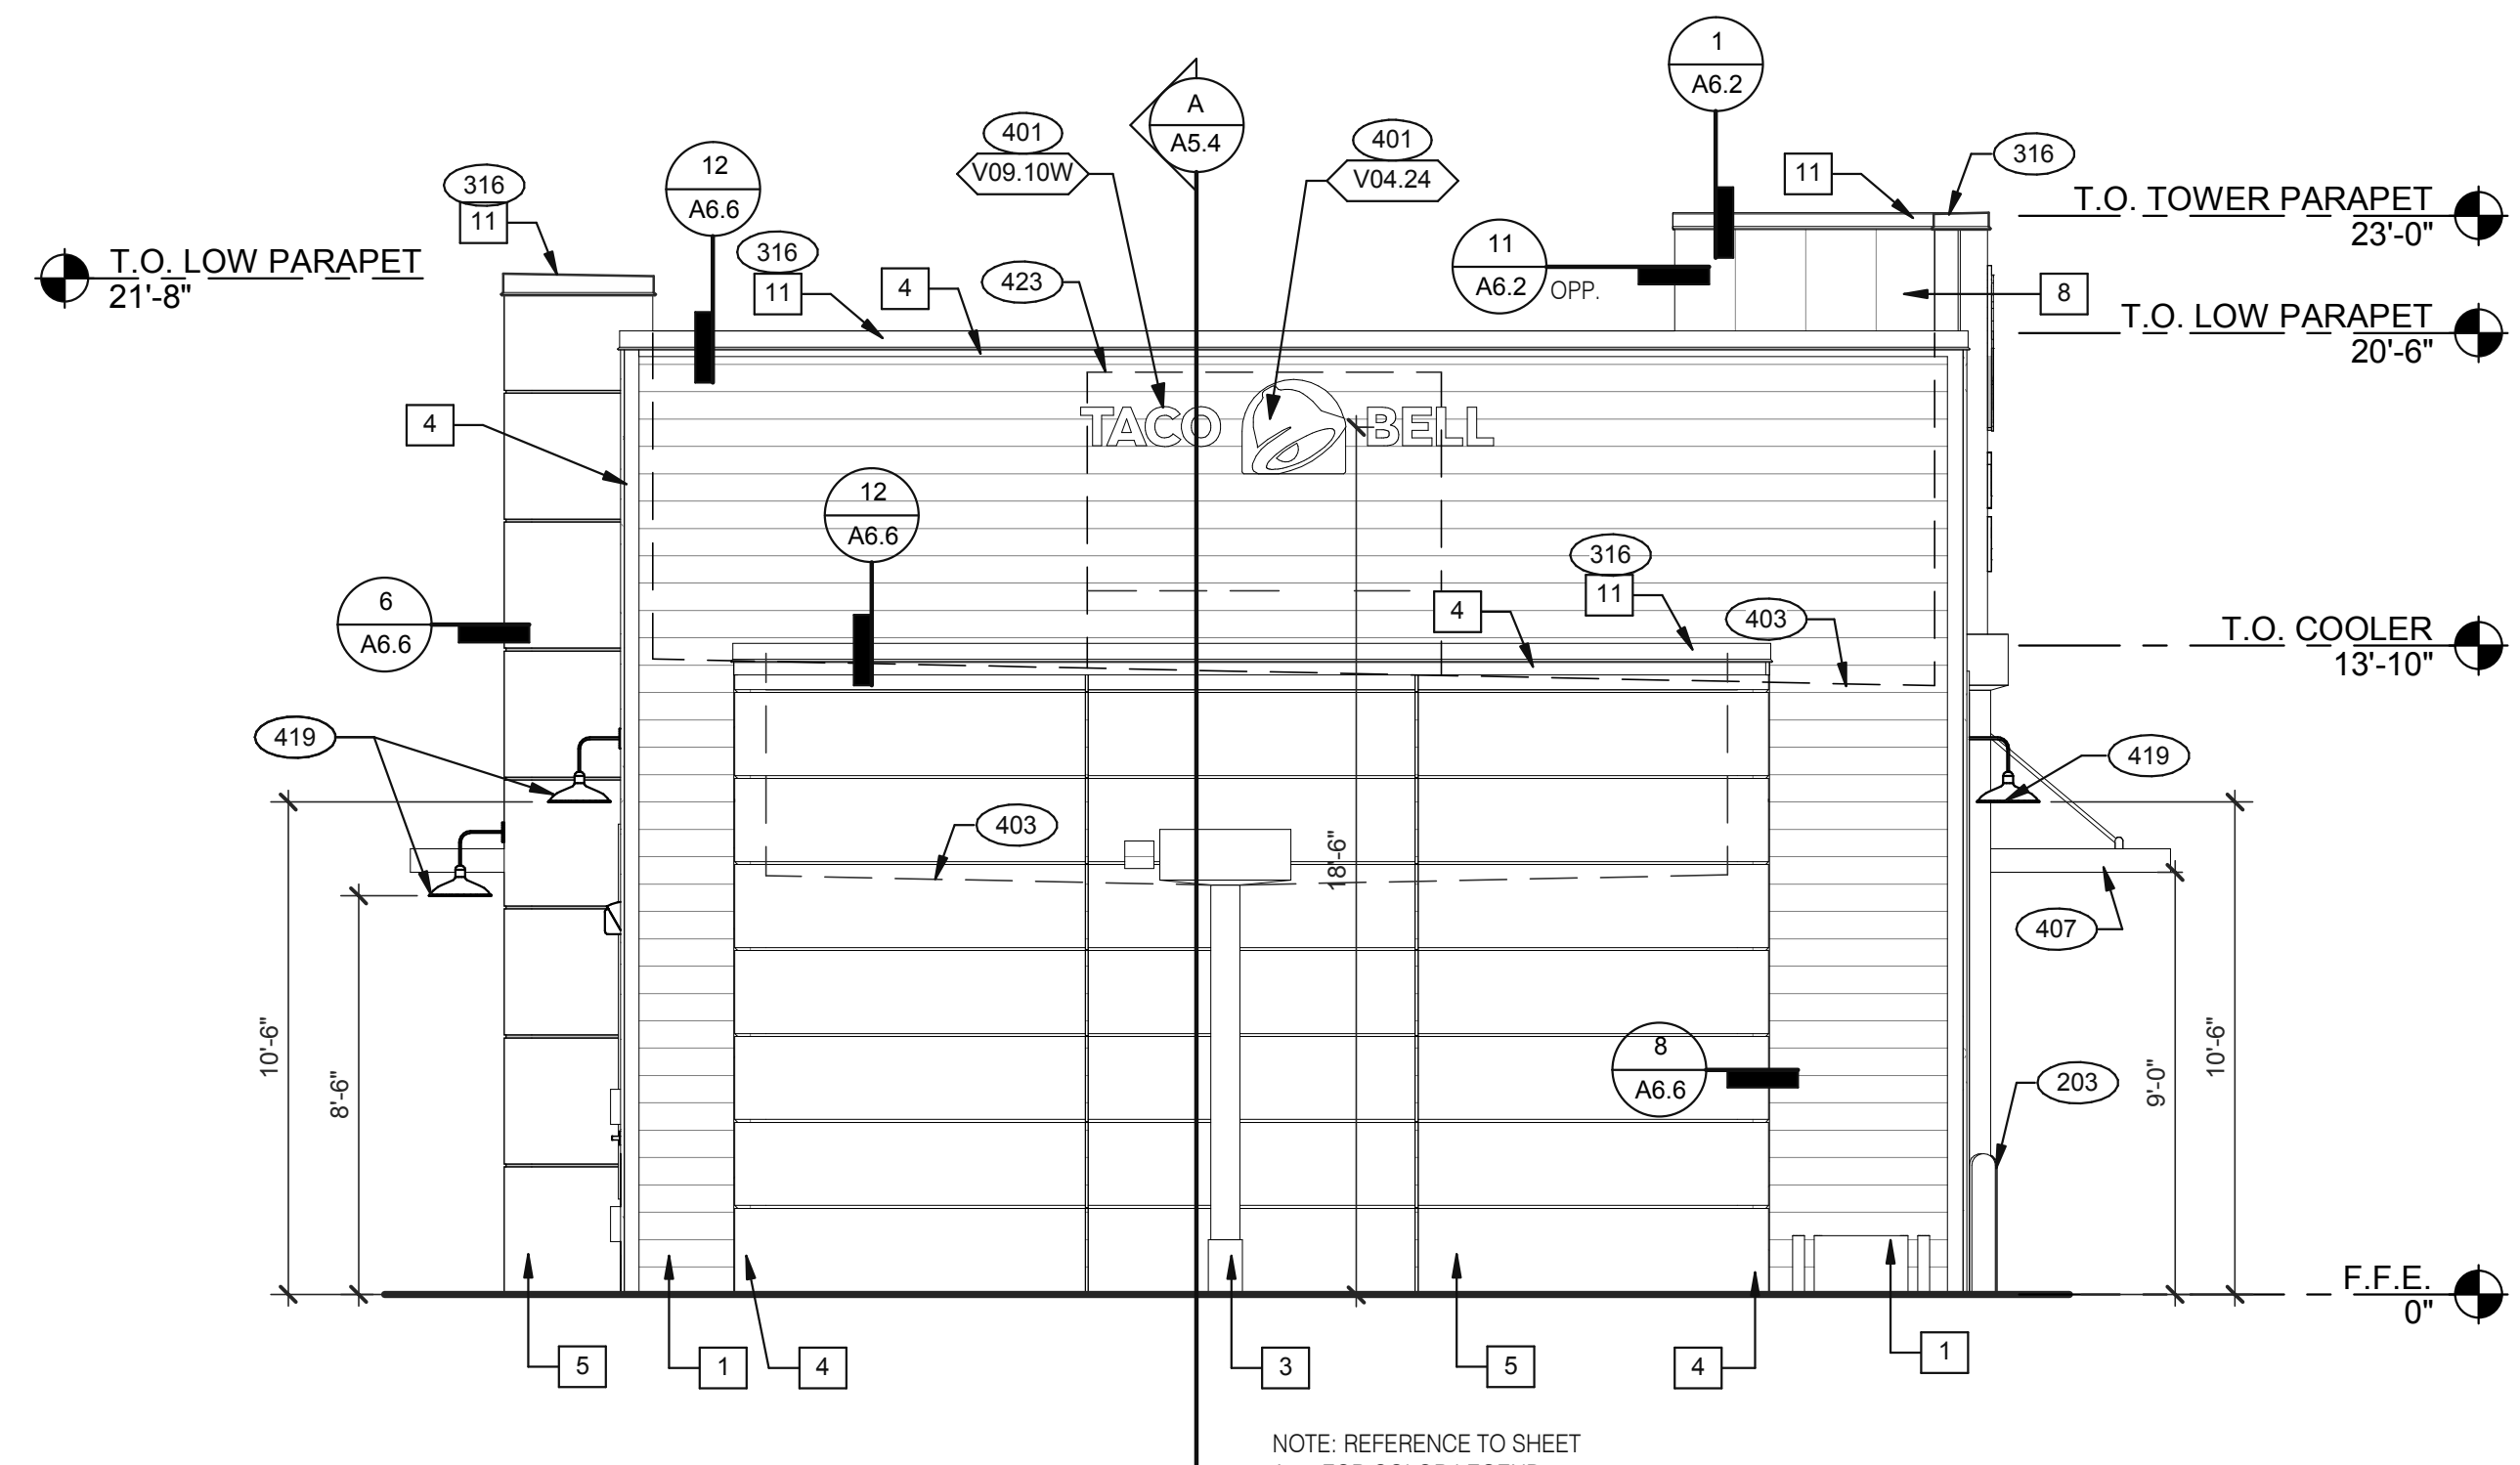 1
A6.2
A
A5.4
401
V09.10W
401
V04.24
12
A6.6
316
11
11
316
T.O. TOWER PARAPET
23'-0"
T.O. LOW PARAPET
21'-8"
316
11
4
423
11
A6.2
OPP.
8
T.O. LOW PARAPET
20'-6"
4
TACO
BELL
12
A6.6
6
A6.6
316
11
4
403
T.O. COOLER
13'-10"
419
419
403
18'-6"
407
10'-6"
8'-6"
8
A6.6
203
9'-0"
10'-6"
F.F.E.
0"
5
1
4
3
5
4
1
NOTE: REFERENCE TO SHEET
FOR COLOR LEGEND